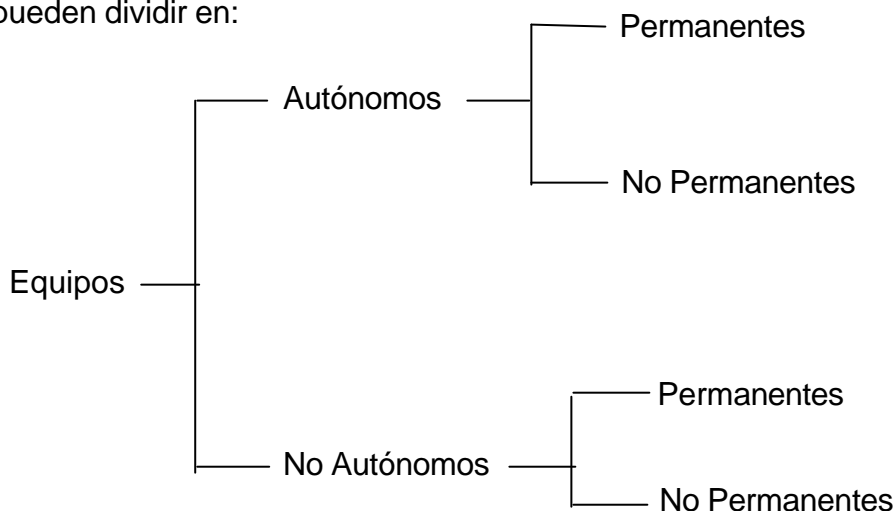 pueden dividir en:
Permanentes
Autónomos
No Permanentes
Equipos
Permanentes
No Autónomos
No Permanentes